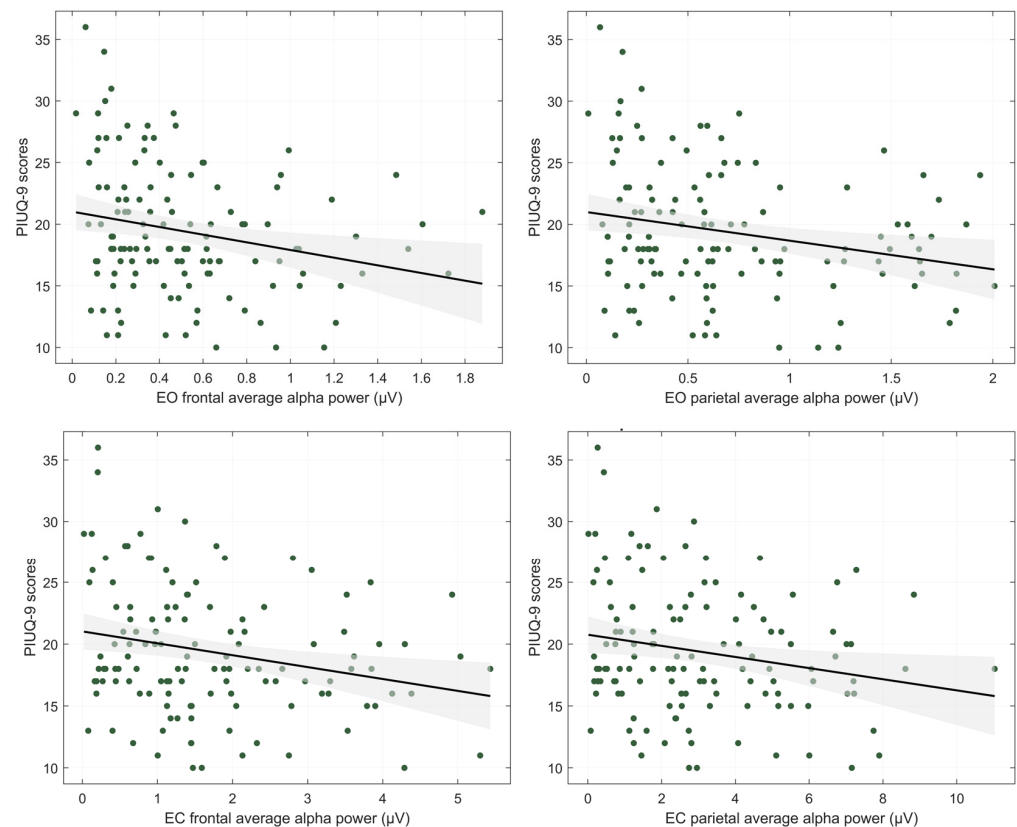 35
30
25
20
15
10
PIUQ-9 scores
0 0.2 0.4 0.6 0.8 1 1.2 1.4 1.6 1.8
EO frontal average alpha power (µV)
35
30
25
20
15
10
PIUQ-9 scores
0 0.5 1 1.5 2
EO parietal average alpha power (µV)
35
30
25
20
15
10
PIUQ-9 scores
0 1 2 3 4 5
EC frontal average alpha power (µV)
35
30
25
20
15
10
PIUQ-9 scores
0 2 4 6 8 10
EC parietal average alpha power (µV)